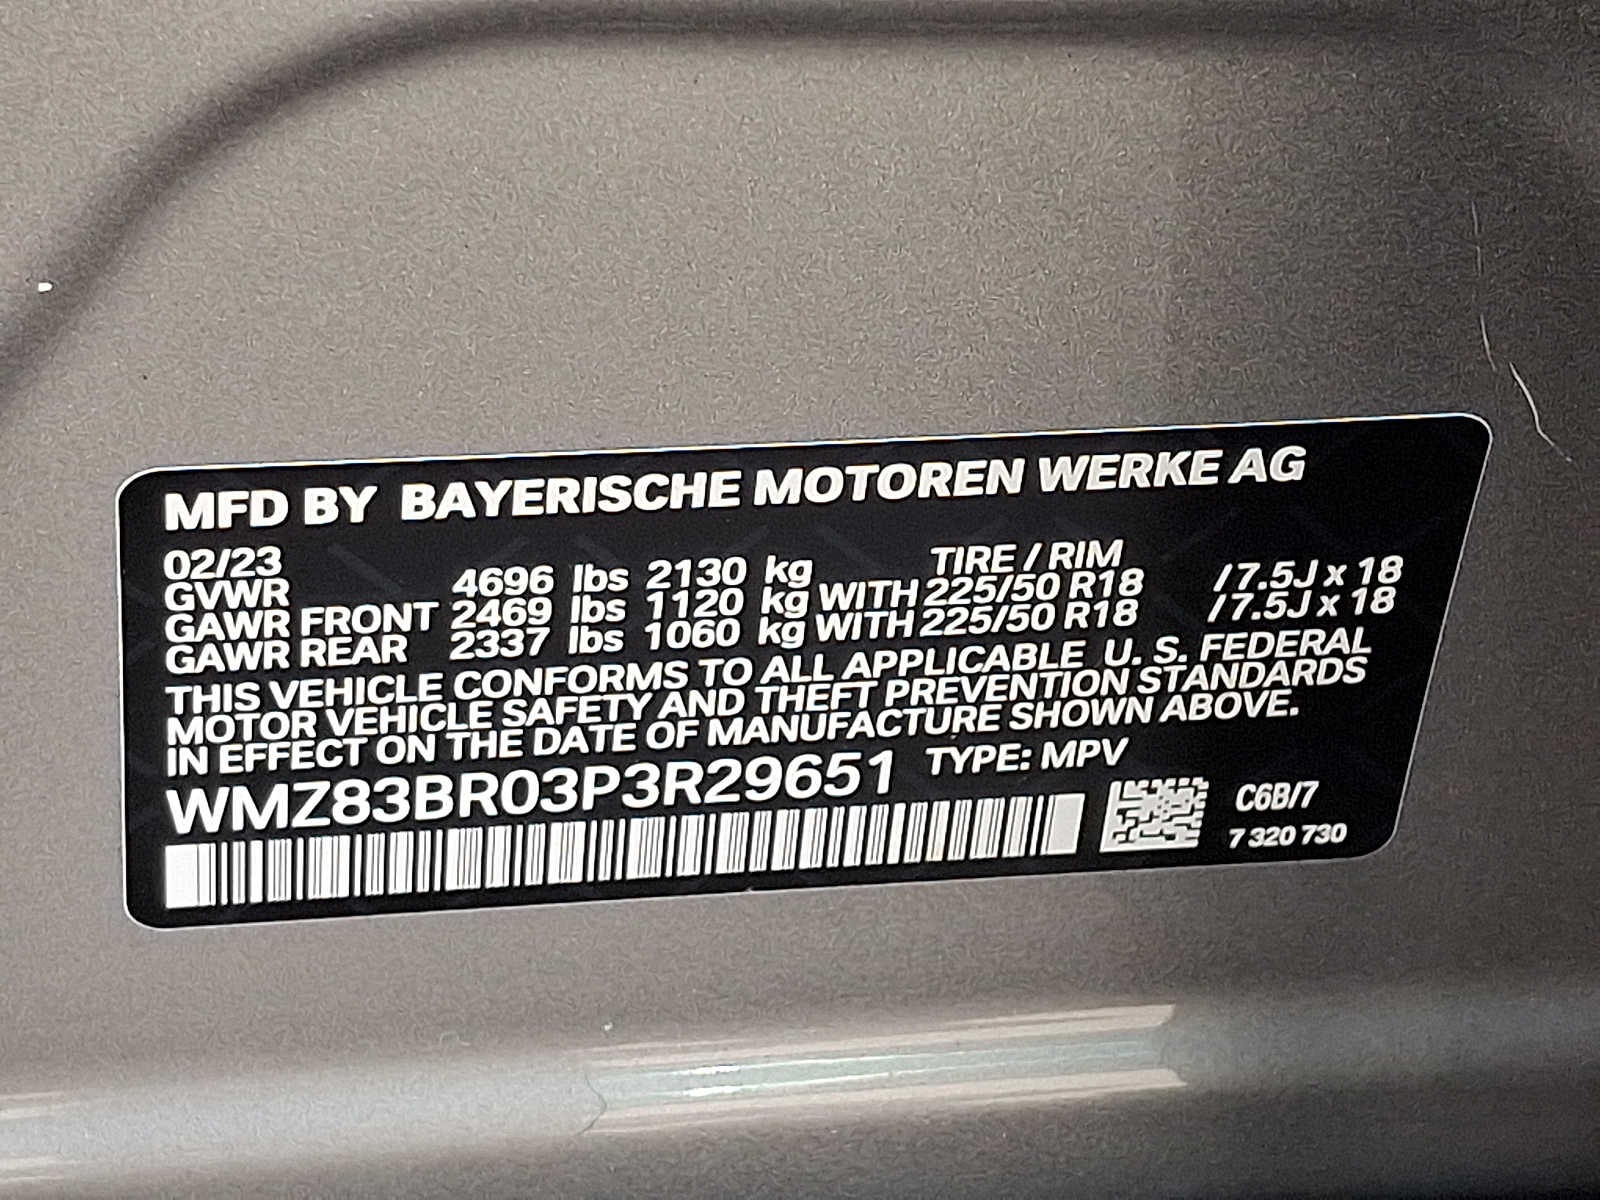 MFD BY BAYERISCHE MOTOREN WERKE AG
02/23 TIRE / RIM
GVWR 4696 lbs 2130 kg
GAWR FRONT 2469 lbs 1120 kg WITH 225/50 R18 / 7.5J x 18
GAWR REAR 2337 lbs 1060 kg WITH 225/50 R18 / 7.5J x 18
THIS VEHICLE CONFORMS TO ALL APPLICABLE U. S. FEDERAL
MOTOR VEHICLE SAFETY AND THEFT PREVENTION STANDARDS
IN EFFECT ON THE DATE OF MANUFACTURE SHOWN ABOVE.
WMZ83BR03P3R29651 TYPE: MPV
C6B/7
7 320 730